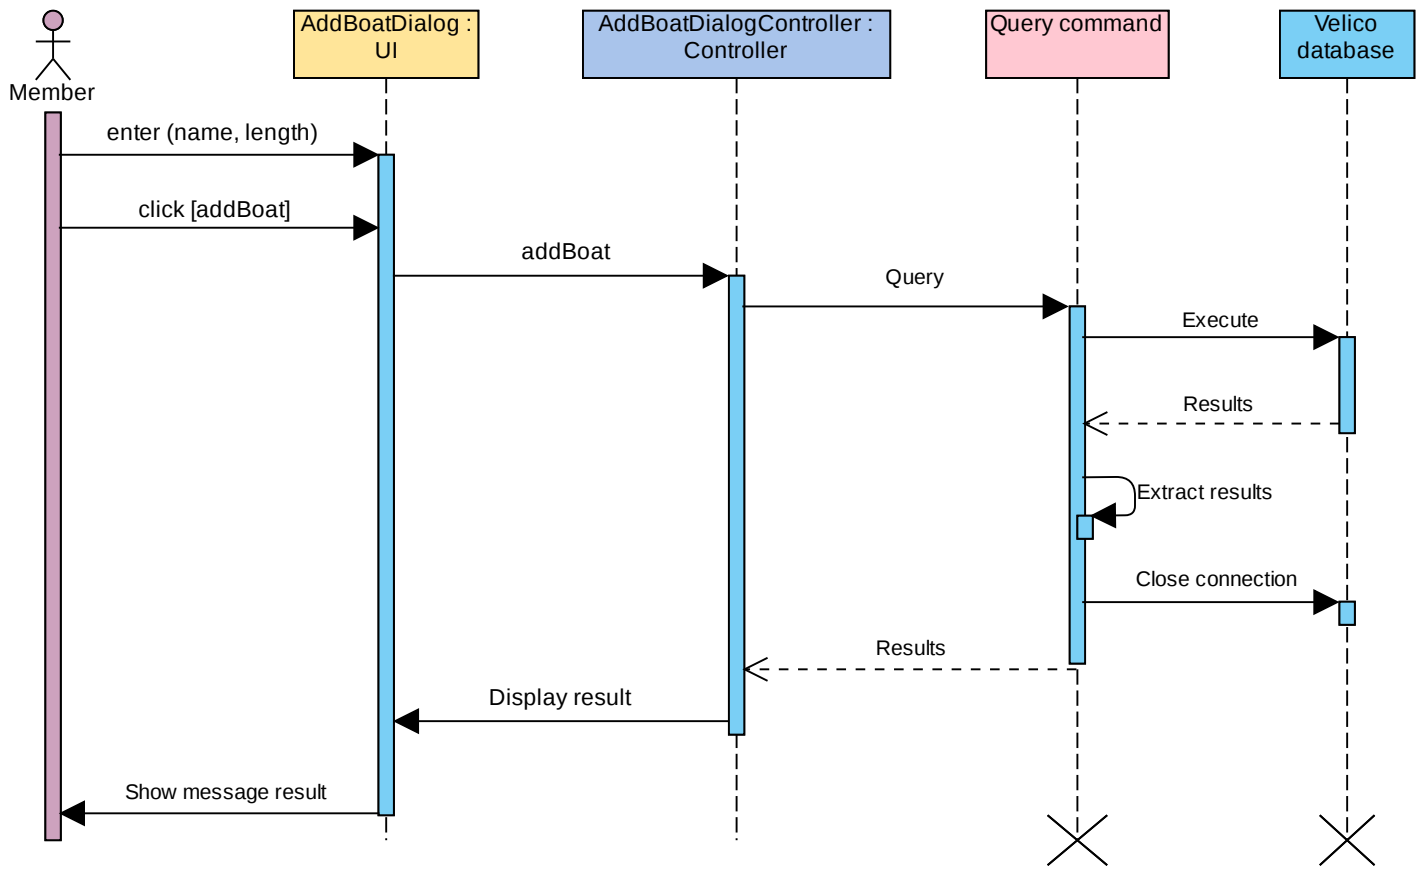 Member
AddBoatDialog :
UI
AddBoatDialogController :
Controller
Query command
Velico
database
enter (name, length)
click [addBoat]
addBoat
Query
Execute
Results
Extract results
Close connection
Results
Display result
Show message result